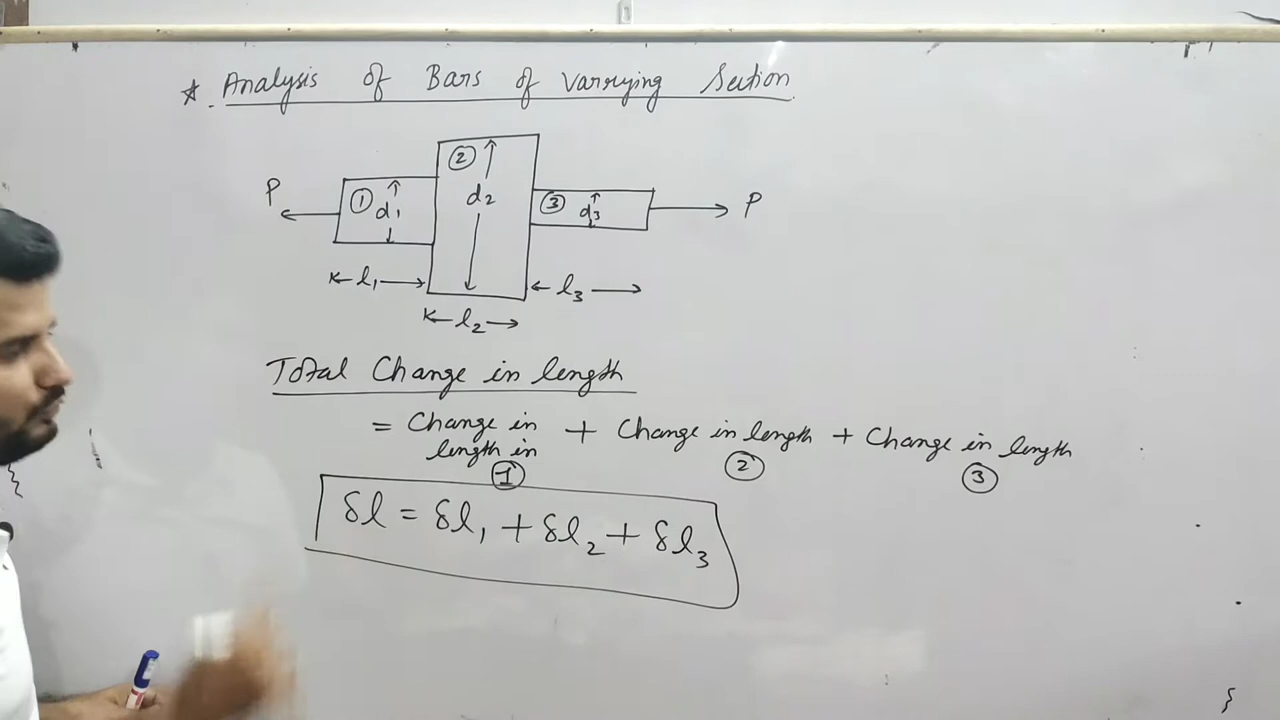 * Analysis of Bars of Varrying Section
P ① d₁ ② d₂ ③ d₃ P
l₁ l₂ l₃
Total Change in length
= Change in length in ① + Change in length ② + Change in length ③
δl = δl₁ + δl₂ + δl₃